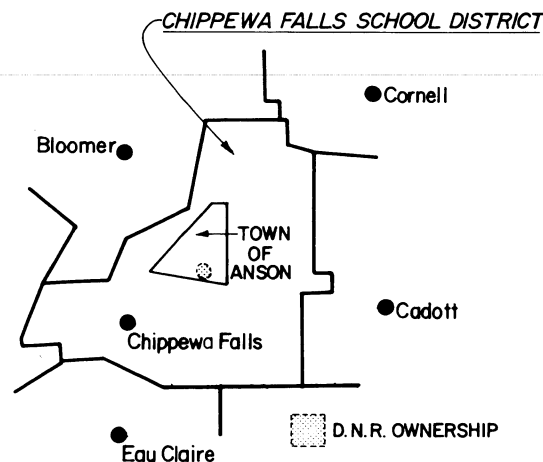 CHIPPEWA FALLS SCHOOL DISTRICT
Cornell
Bloomer
TOWN
OF
ANSON
Cadott
Chippewa Falls
D.N.R. OWNERSHIP
Eau Claire